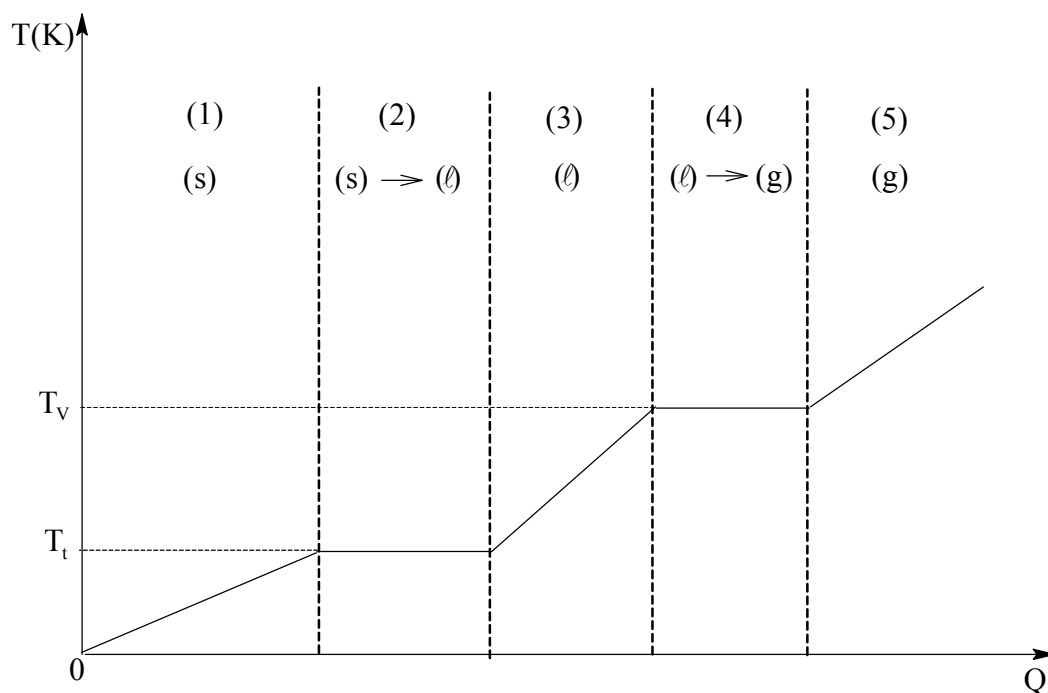 T(K)
(1) (2) (3) (4) (5)
(s) (s) → (ℓ) (ℓ) (ℓ) → (g) (g)
T_V
T_t
0
Q